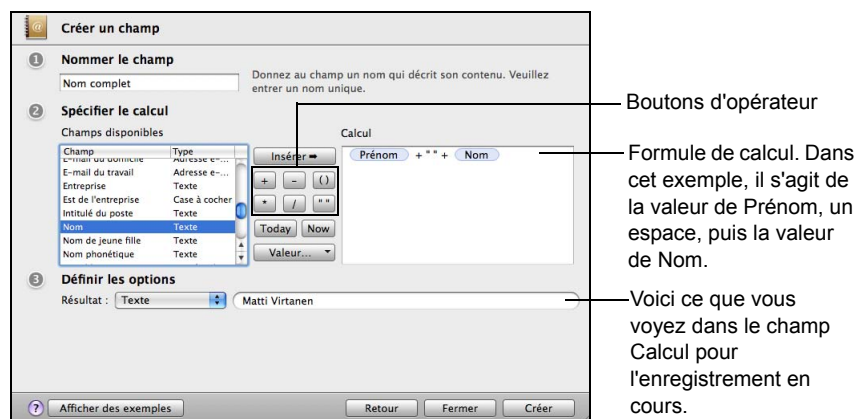 Créer un champ
1 Nommer le champ
Nom complet
Donnez au champ un nom qui décrit son contenu. Veuillez
entrer un nom unique.
2 Spécifier le calcul
Champs disponibles
Calcul
Champ Type
E-mail du domicile Adresse e-...
E-mail du travail Adresse e-...
Entreprise Texte
Est de l'entreprise Case à cocher
Intitulé du poste Texte
Nom Texte
Nom de jeune fille Texte
Nom phonétique Texte
Insérer ➡
+ - ()
* / " "
Today Now
Valeur...
Prénom + " " + Nom
3 Définir les options
Résultat : Texte
Matti Virtanen
? Afficher des exemples
Retour Fermer Créer
Boutons d'opérateur
Formule de calcul. Dans
cet exemple, il s'agit de
la valeur de Prénom, un
espace, puis la valeur
de Nom.
Voici ce que vous
voyez dans le champ
Calcul pour
l'enregistrement en
cours.